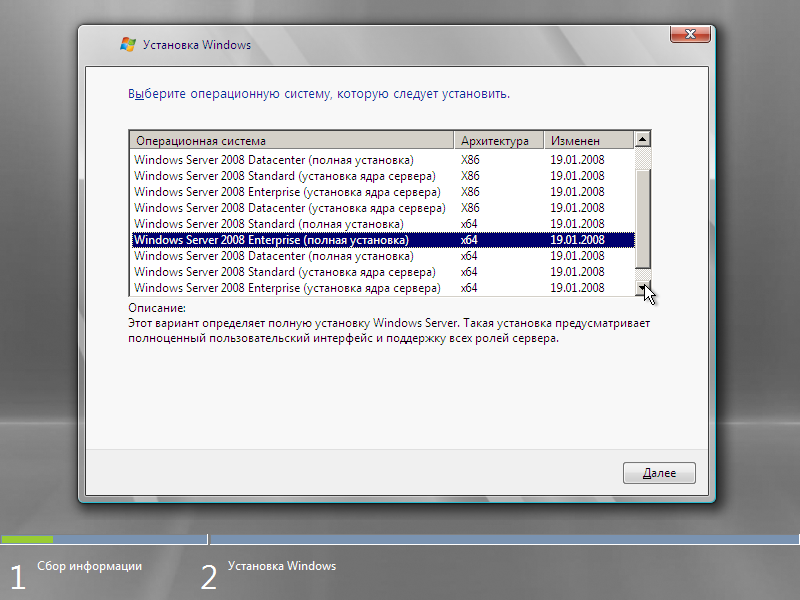 Установка Windows
Выберите операционную систему, которую следует установить.
Операционная система Архитектура Изменен
Windows Server 2008 Datacenter (полная установка) X86 19.01.2008
Windows Server 2008 Standard (установка ядра сервера) X86 19.01.2008
Windows Server 2008 Enterprise (установка ядра сервера) X86 19.01.2008
Windows Server 2008 Datacenter (установка ядра сервера) X86 19.01.2008
Windows Server 2008 Standard (полная установка) x64 19.01.2008
Windows Server 2008 Enterprise (полная установка) x64 19.01.2008
Windows Server 2008 Datacenter (полная установка) x64 19.01.2008
Windows Server 2008 Standard (установка ядра сервера) x64 19.01.2008
Windows Server 2008 Enterprise (установка ядра сервера) x64 19.01.2008
Описание:
Этот вариант определяет полную установку Windows Server. Такая установка предусматривает
полноценный пользовательский интерфейс и поддержку всех ролей сервера.
Далее
1 Сбор информации 2 Установка Windows